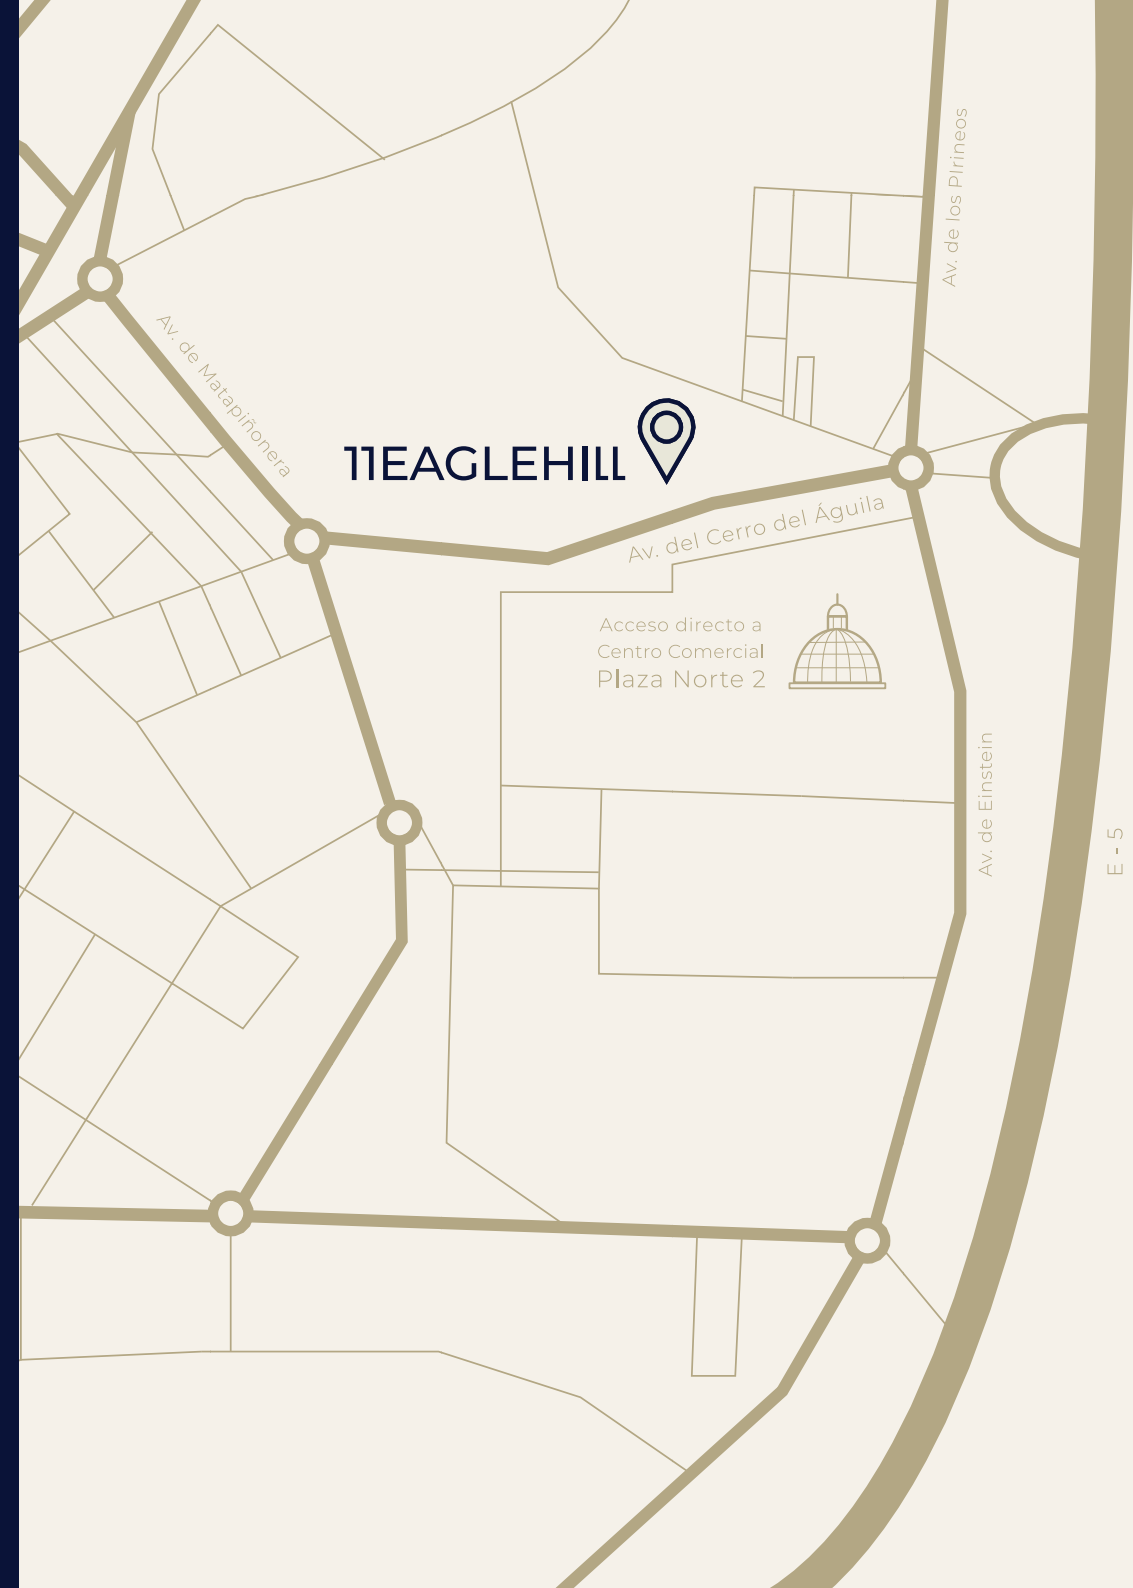 Av. de los PIrineos
Av. de Matapiñonera
11EAGLEHILL
Av. del Cerro del Águila
Acceso directo a
Centro Comercial
Plaza Norte 2
Av. de Einstein
E - 5